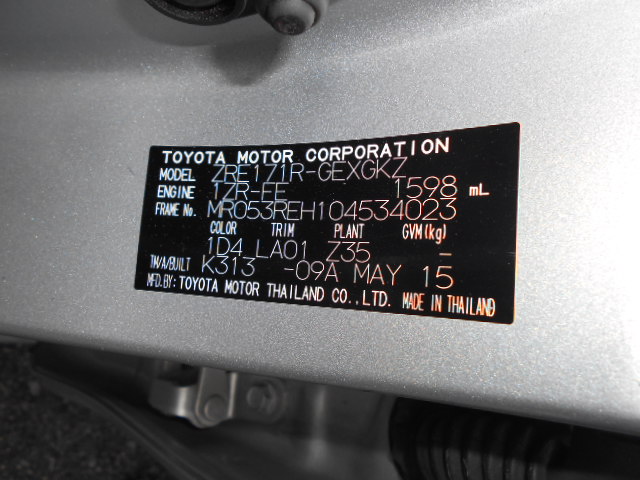 TOYOTA MOTOR CORPORATION
MODEL ZRE171R-GEXGKZ
ENGINE 1ZR-FE 1598 mL
FRAME No. MR053REH104534023
COLOR TRIM PLANT GVM(kg)
1D4 LA01 Z35 -
TM/A/BUILT K313 -09A MAY 15
MFD.BY: TOYOTA MOTOR THAILAND CO., LTD. MADE IN THAILAND